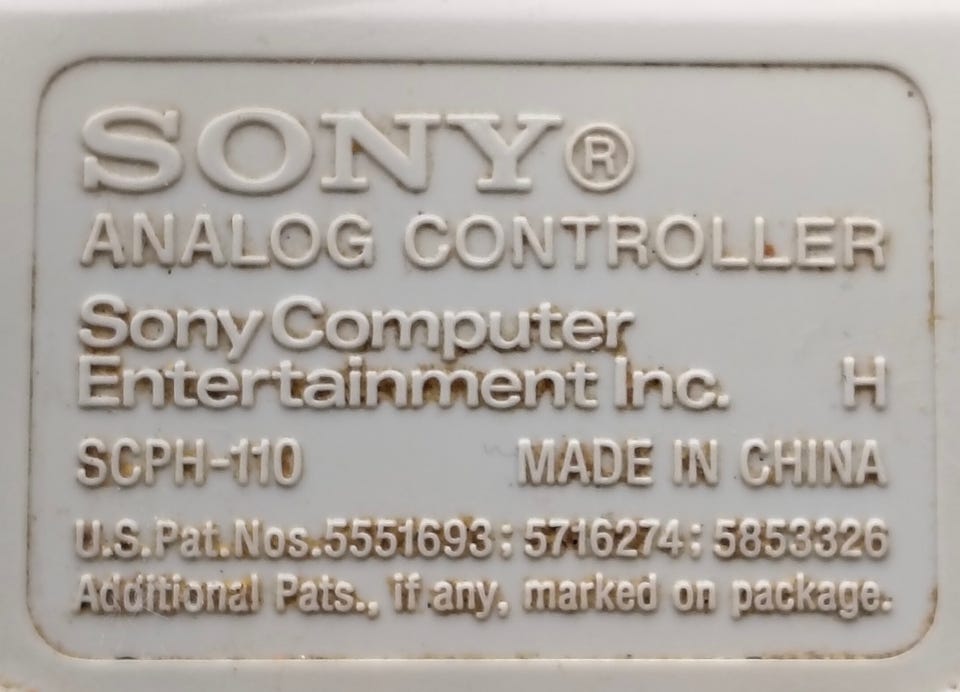 SONY®
ANALOG CONTROLLER
Sony Computer
Entertainment Inc. H
SCPH-110 MADE IN CHINA
U.S.Pat.Nos.5551693;5716274;5853326
Additional Pats., if any, marked on package.